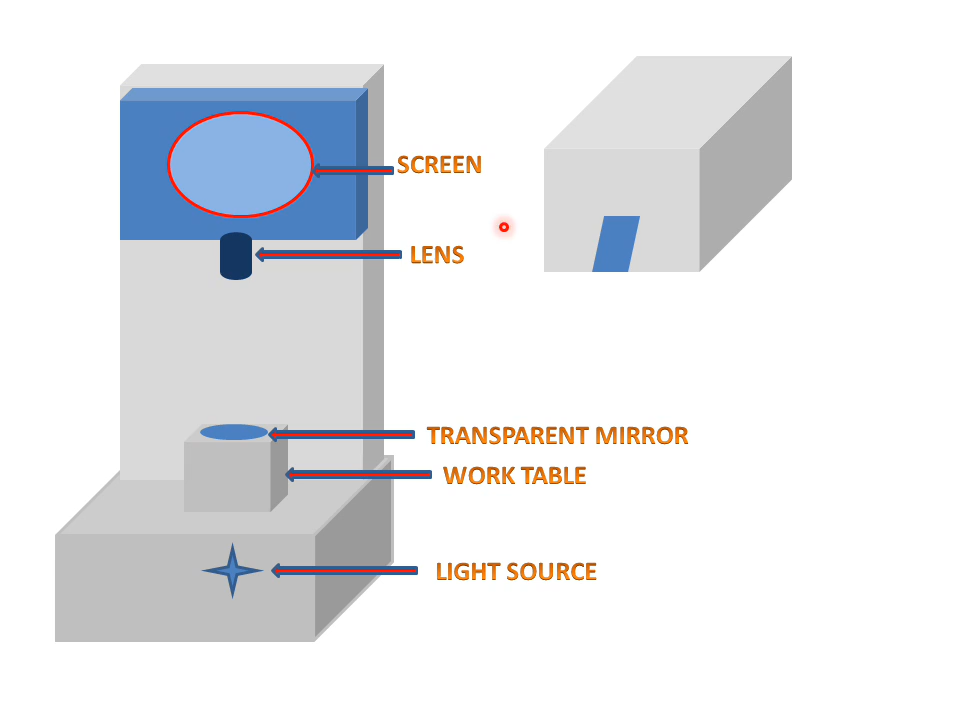 SCREEN
LENS
TRANSPARENT MIRROR
WORK TABLE
LIGHT SOURCE